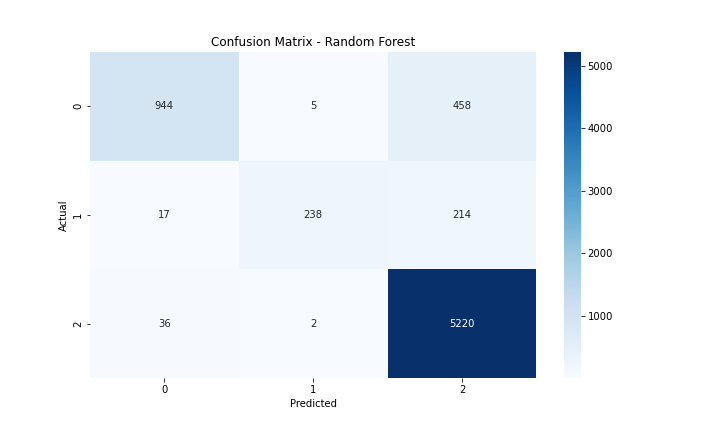 Confusion Matrix - Random Forest
5000
0 944 5 458
4000
3000
Actual
1 17 238 214
2000
2 36 2 5220
1000
0 1 2
Predicted